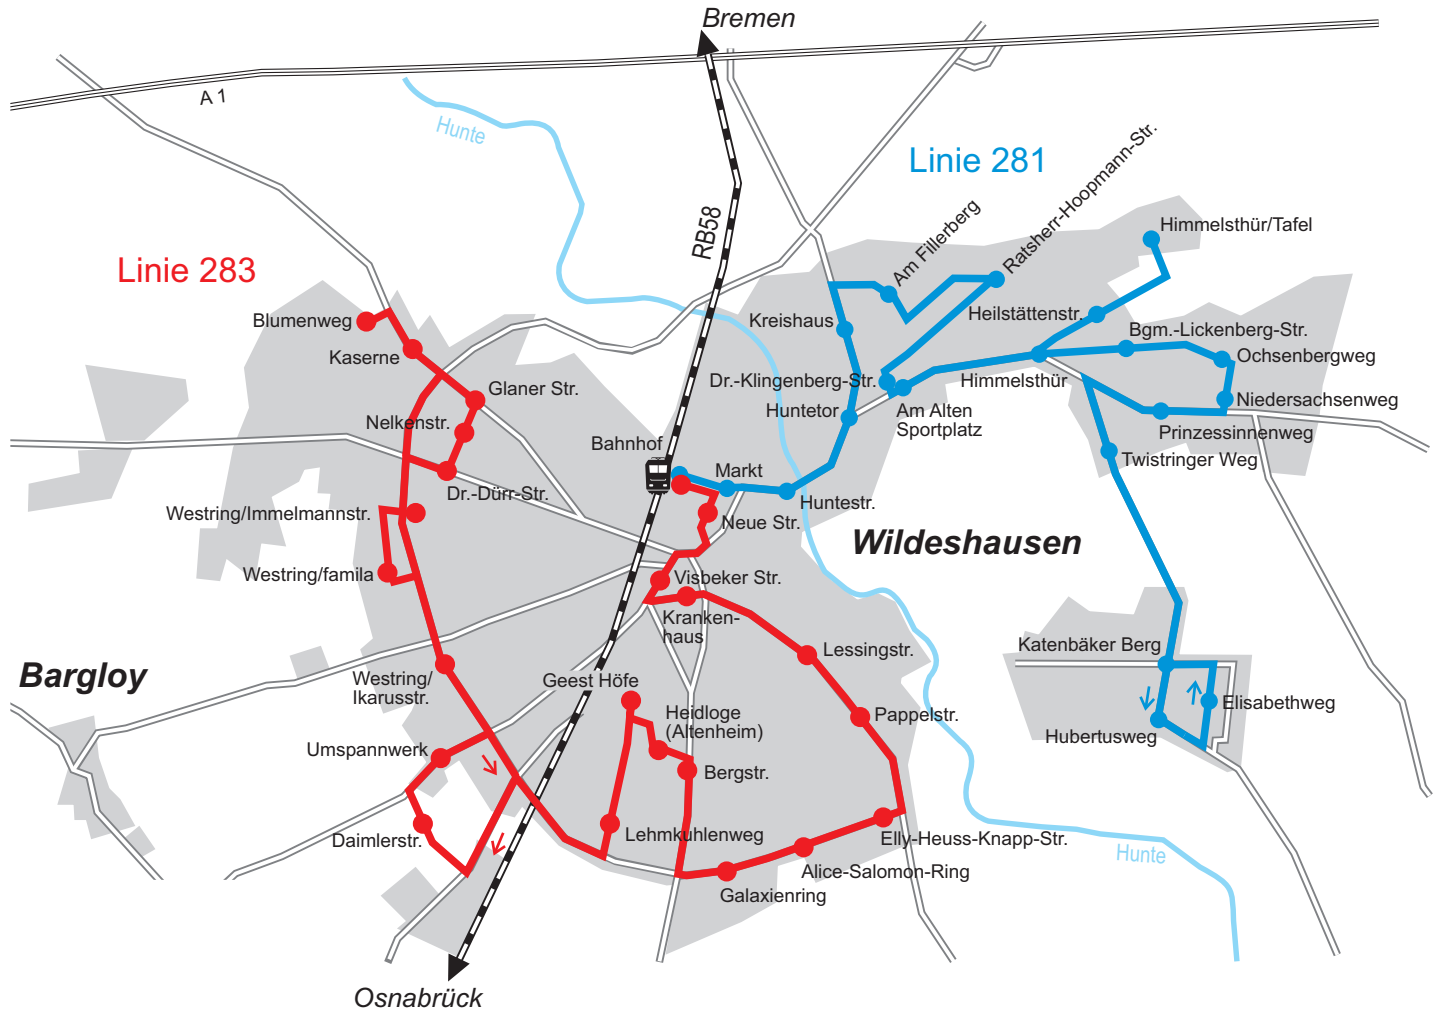 Bremen
A 1
Hunte
Linie 281
RB58
Linie 283
Am Fillerberg
Ratsherr-Hoopmann-Str.
Himmelsthür/Tafel
Blumenweg
Kreishaus
Heilstättenstr.
Bgm.-Lickenberg-Str.
Kaserne
Ochsenbergweg
Glaner Str.
Dr.-Klingenberg-Str.
Himmelsthür
Niedersachsenweg
Nelkenstr.
Huntetor
Am Alten
Sportplatz
Prinzessinnenweg
Bahnhof
Markt
Twistringer Weg
Dr.-Dürr-Str.
Huntestr.
Westring/Immelmannstr.
Neue Str.
Wildeshausen
Westring/famila
Visbeker Str.
Kranken-
haus
Katenbäker Berg
Lessingstr.
Bargloy
Westring/
Ikarusstr.
Geest Höfe
Elisabethweg
Heidloge
(Altenheim)
Pappelstr.
Hubertusweg
Umspannwerk
Bergstr.
Daimlerstr.
Lehmkuhlenweg
Elly-Heuss-Knapp-Str.
Hunte
Alice-Salomon-Ring
Galaxienring
Osnabrück